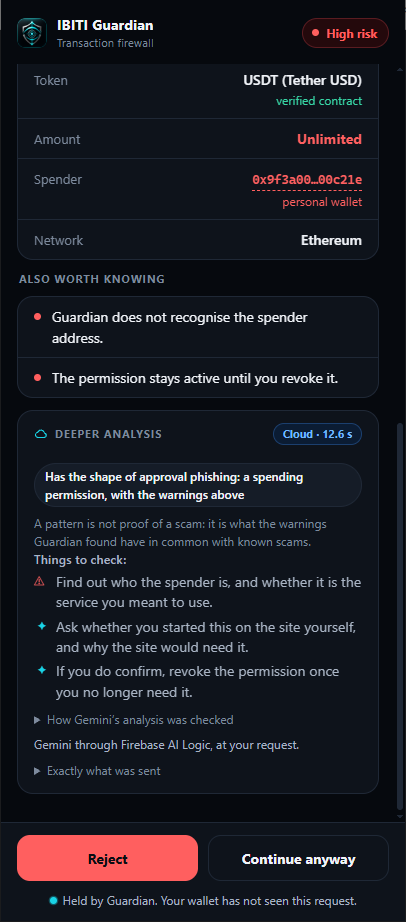 IBITI Guardian
Transaction firewall
High risk
Token
USDT (Tether USD)
verified contract
Amount
Unlimited
Spender
0x9f3a00…00c21e
personal wallet
Network
Ethereum
ALSO WORTH KNOWING
Guardian does not recognise the spender
address.
The permission stays active until you revoke it.
DEEPER ANALYSIS
Cloud · 12.6 s
Has the shape of approval phishing: a spending
permission, with the warnings above
A pattern is not proof of a scam: it is what the warnings
Guardian found have in common with known scams.
Things to check:
Find out who the spender is, and whether it is the
service you meant to use.
Ask whether you started this on the site yourself,
and why the site would need it.
If you do confirm, revoke the permission once
you no longer need it.
How Gemini's analysis was checked
Gemini through Firebase AI Logic, at your request.
Exactly what was sent
Reject
Continue anyway
Held by Guardian. Your wallet has not seen this request.